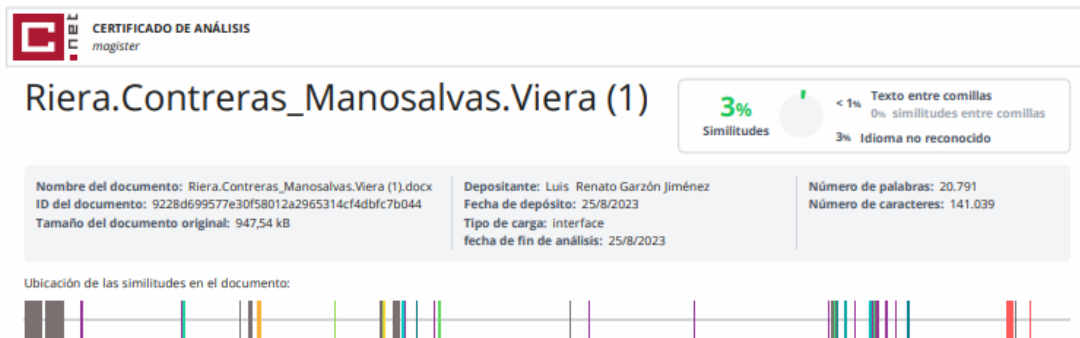 C
.net
CERTIFICADO DE ANÁLISIS
magister
Riera.Contreras_Manosalvas.Viera (1)
3%
Similitudes
< 1% Texto entre comillas
0% similitudes entre comillas
3% Idioma no reconocido
Nombre del documento: Riera.Contreras_Manosalvas.Viera (1).docx
ID del documento: 9228d699577e30f58012a2965314cf4dbfc7b044
Tamaño del documento original: 947,54 kB
Depositante: Luis Renato Garzón Jiménez
Fecha de depósito: 25/8/2023
Tipo de carga: interface
fecha de fin de análisis: 25/8/2023
Número de palabras: 20.791
Número de caracteres: 141.039
Ubicación de las similitudes en el documento: